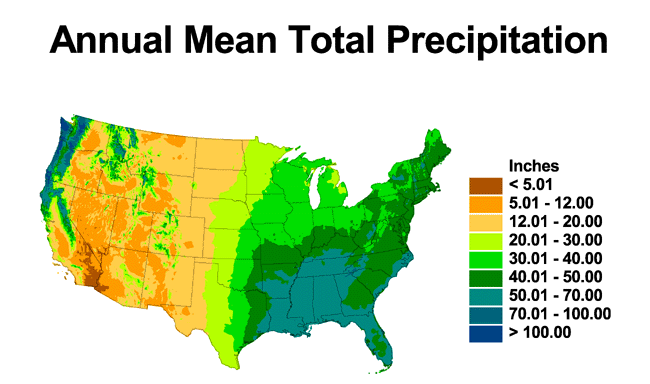 Annual Mean Total Precipitation
Inches
< 5.01
5.01 - 12.00
12.01 - 20.00
20.01 - 30.00
30.01 - 40.00
40.01 - 50.00
50.01 - 70.00
70.01 - 100.00
> 100.00